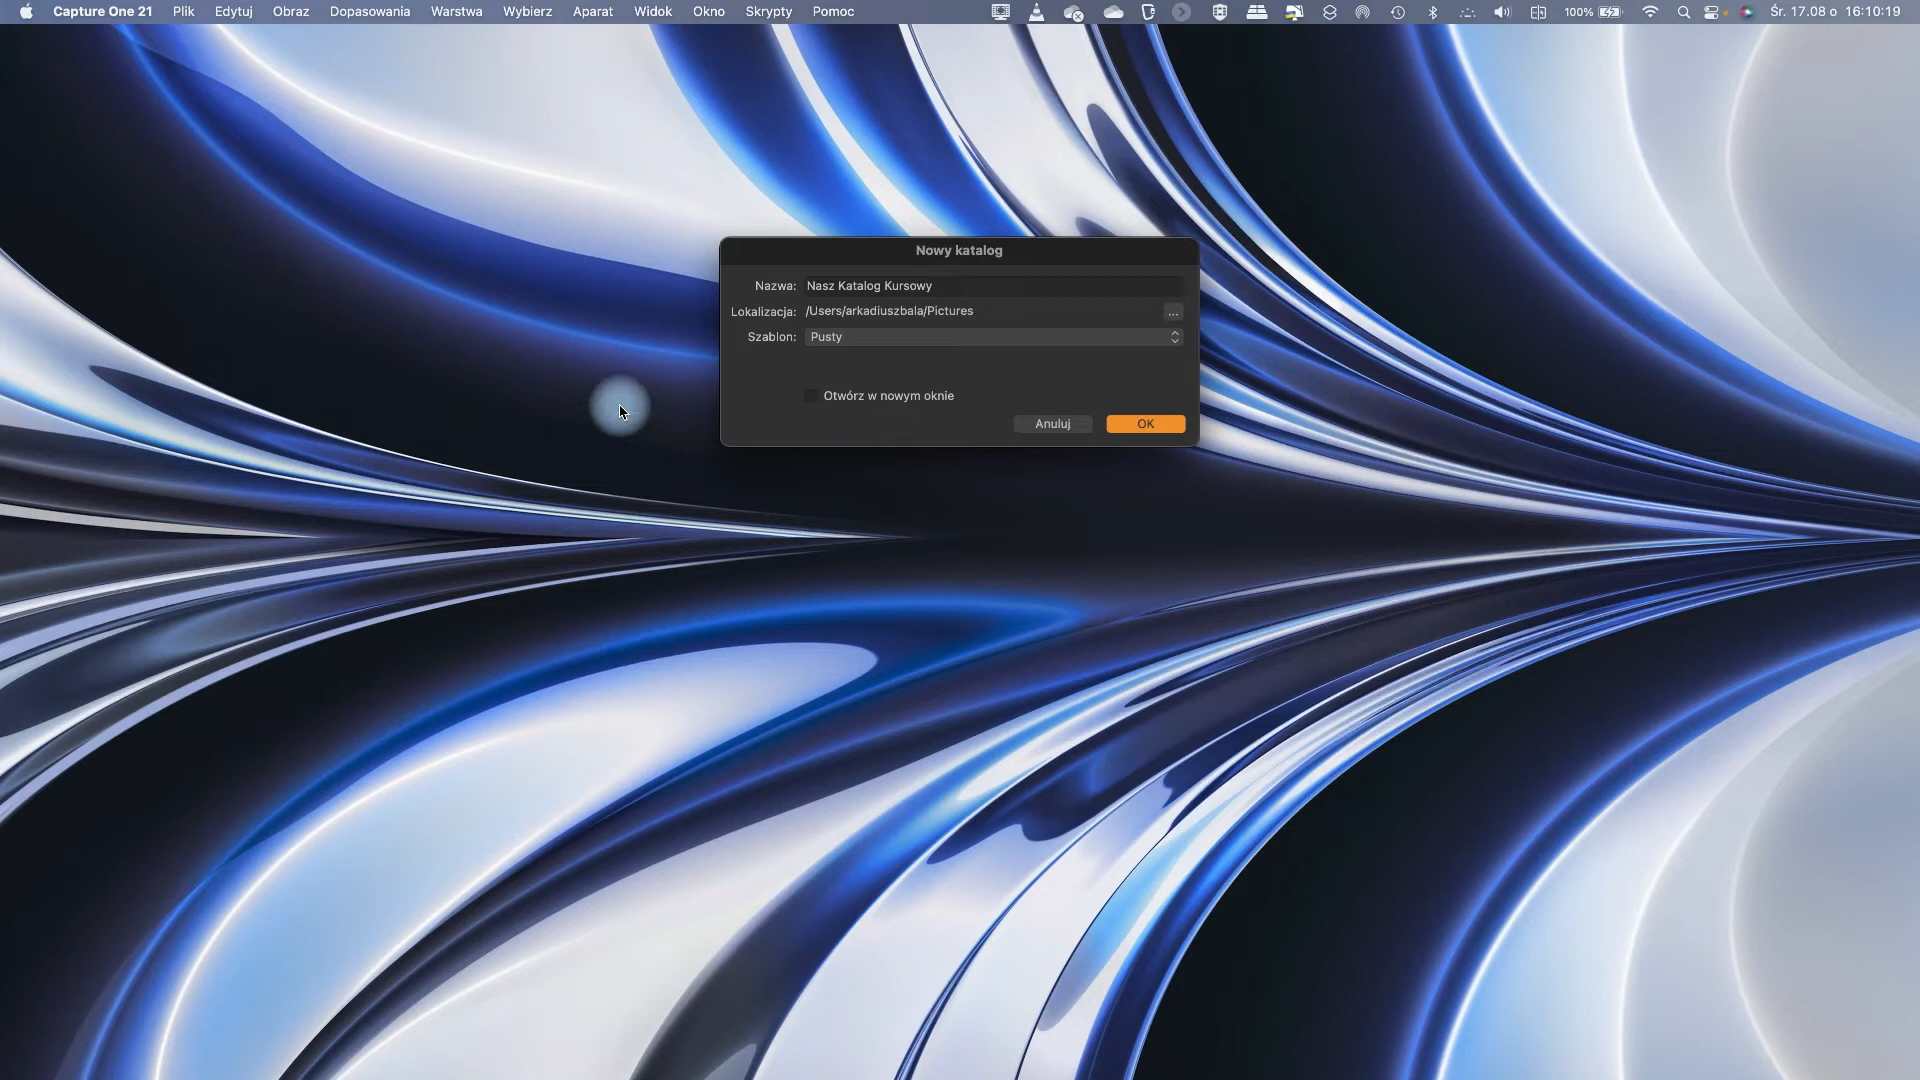 Capture One 21 Plik Edytuj Obraz Dopasowania Warstwa Wybierz Aparat Widok Okno Skrypty Pomoc 100% Śr. 17.08 o 16:10:19
Nowy katalog
Nazwa: Nasz Katalog Kursowy
Lokalizacja: /Users/arkadiuszbala/Pictures ...
Szablon: Pusty
Otwórz w nowym oknie
Anuluj OK